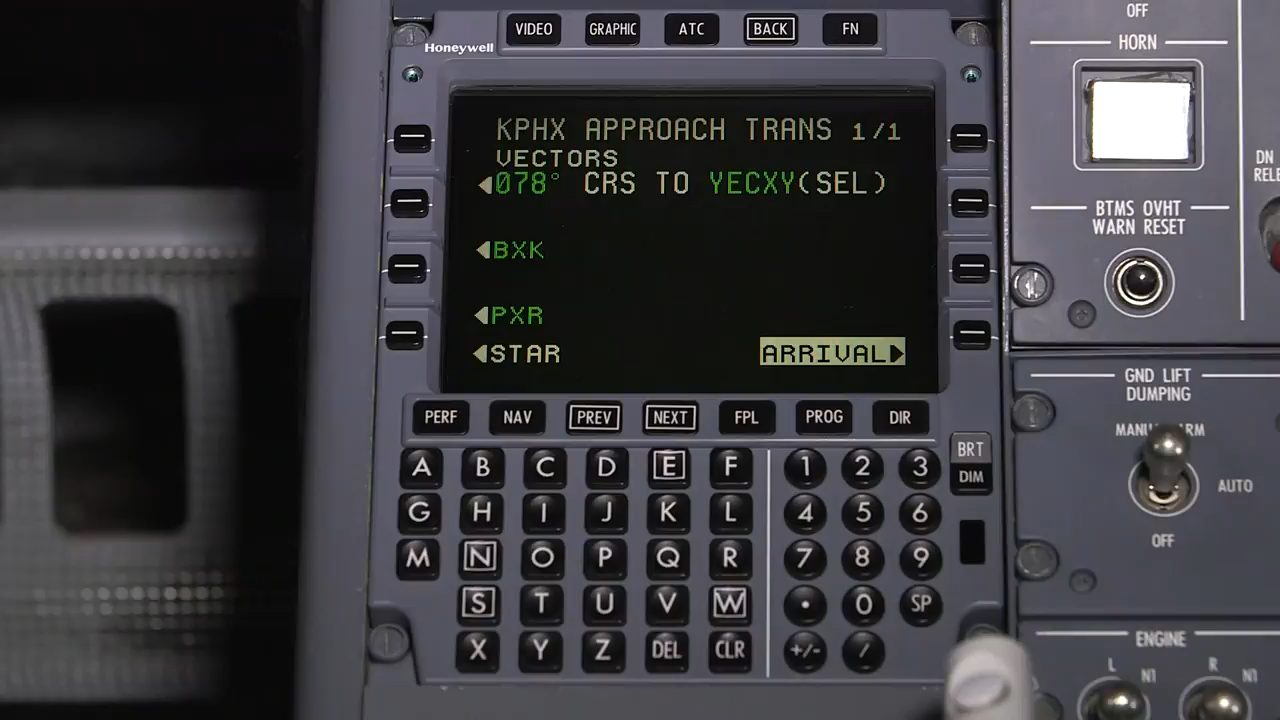 VIDEO GRAPHIC ATC BACK FN
Honeywell
KPHX APPROACH TRANS 1/1
VECTORS
078° CRS TO YECXY(SEL)
BXK
PXR
STAR ARRIVAL
PERF NAV PREV NEXT FPL PROG DIR
BRT
DIM
A B C D E F 1 2 3
G H I J K L 4 5 6
M N O P Q R 7 8 9
S T U V W • 0 SP
X Y Z DEL CLR +/- /
OFF
HORN
BTMS OVHT
WARN RESET
DN
GND LIFT
DUMPING
AUTO
OFF
ENGINE
L N1 R N1